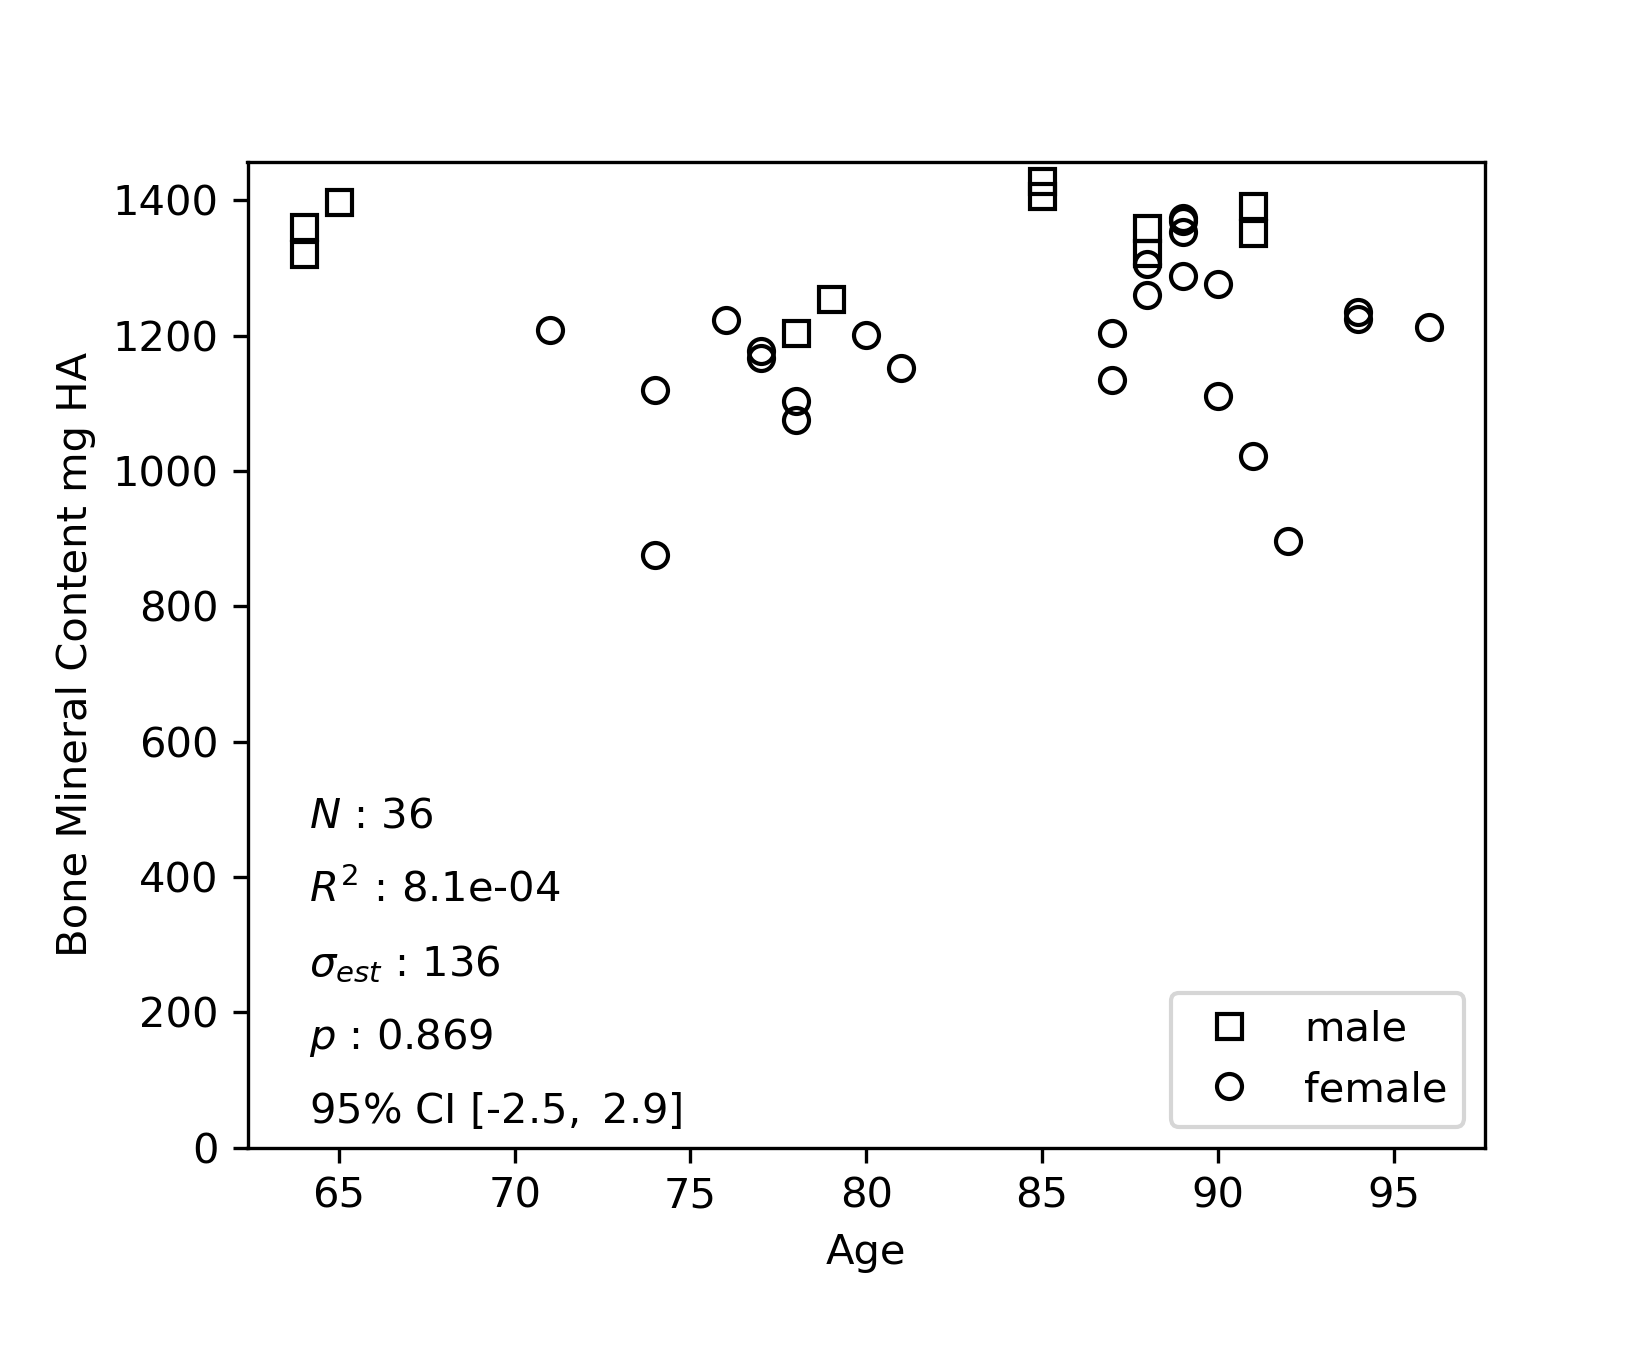 Bone Mineral Content mg HA
1400
1200
1000
800
600
400
200
0
N : 36
R² : 8.1e-04
σest : 136
p : 0.869
95% CI [-2.5, 2.9]
male
female
65 70 75 80 85 90 95
Age